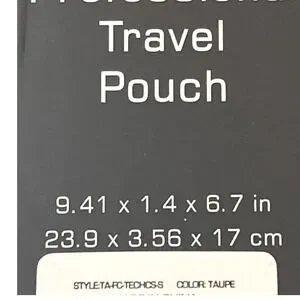 Professional
Travel
Pouch
9.41 x 1.4 x 6.7 in
23.9 x 3.56 x 17 cm
STYLE:TA-FC-TECHCS-S COLOR: TAUPE